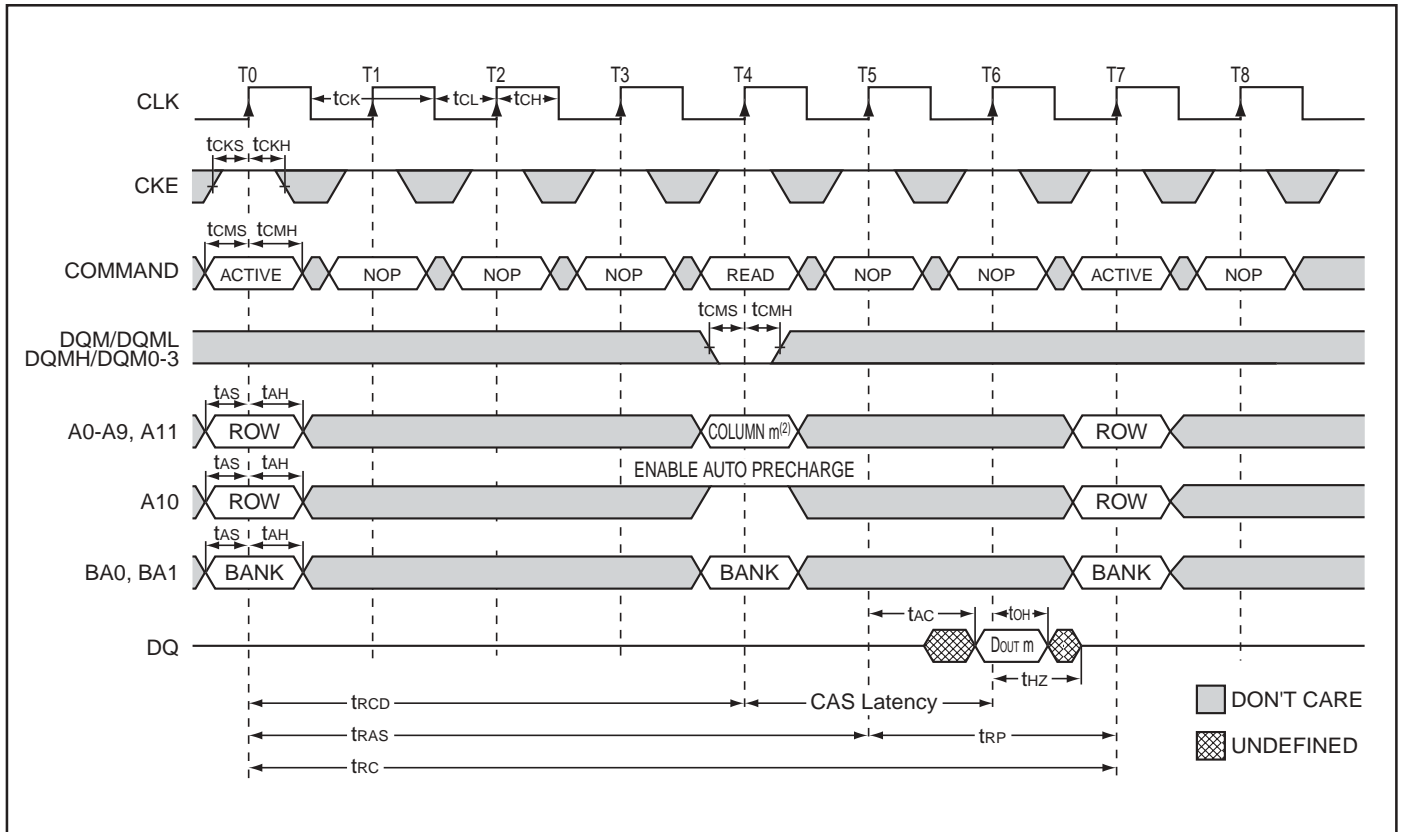 T0 T1 T2 T3 T4 T5 T6 T7 T8
CLK tCK tCL tCH
tCKS tCKH
CKE
tCMS tCMH
COMMAND ACTIVE NOP NOP NOP READ NOP NOP ACTIVE NOP
tCMS tCMH
DQM/DQML
DQMH/DQM0-3
tAS tAH
A0-A9, A11 ROW COLUMN m(2) ROW
tAS tAH ENABLE AUTO PRECHARGE
A10 ROW ROW
tAS tAH
BA0, BA1 BANK BANK BANK
tAC tOH
DQ DOUT m
tHZ
tRCD CAS Latency
DON'T CARE
tRAS tRP
UNDEFINED
tRC